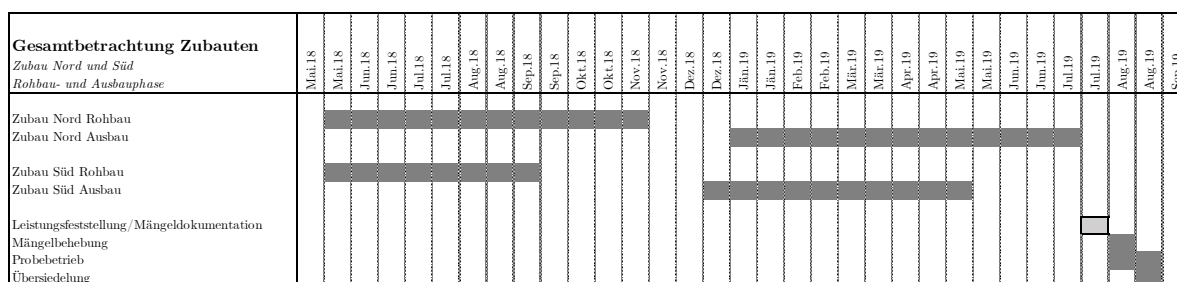 Gesamtbetrachtung Zubauten
Zubau Nord und Süd
Rohbau- und Ausbauphase
Mai.18 Mai.18 Jun.18 Jun.18 Jul.18 Jul.18 Aug.18 Aug.18 Sep.18 Sep.18 Okt.18 Okt.18 Nov.18 Nov.18 Dez.18 Dez.18 Jän.19 Jän.19 Feb.19 Feb.19 Mär.19 Mär.19 Apr.19 Apr.19 Mai.19 Mai.19 Jun.19 Jun.19 Jul.19 Jul.19 Aug.19 Aug.19
Zubau Nord Rohbau
Zubau Nord Ausbau
Zubau Süd Rohbau
Zubau Süd Ausbau
Leistungsfeststellung/Mängeldokumentation
Mängelbehebung
Probebetrieb
Übersiedelung